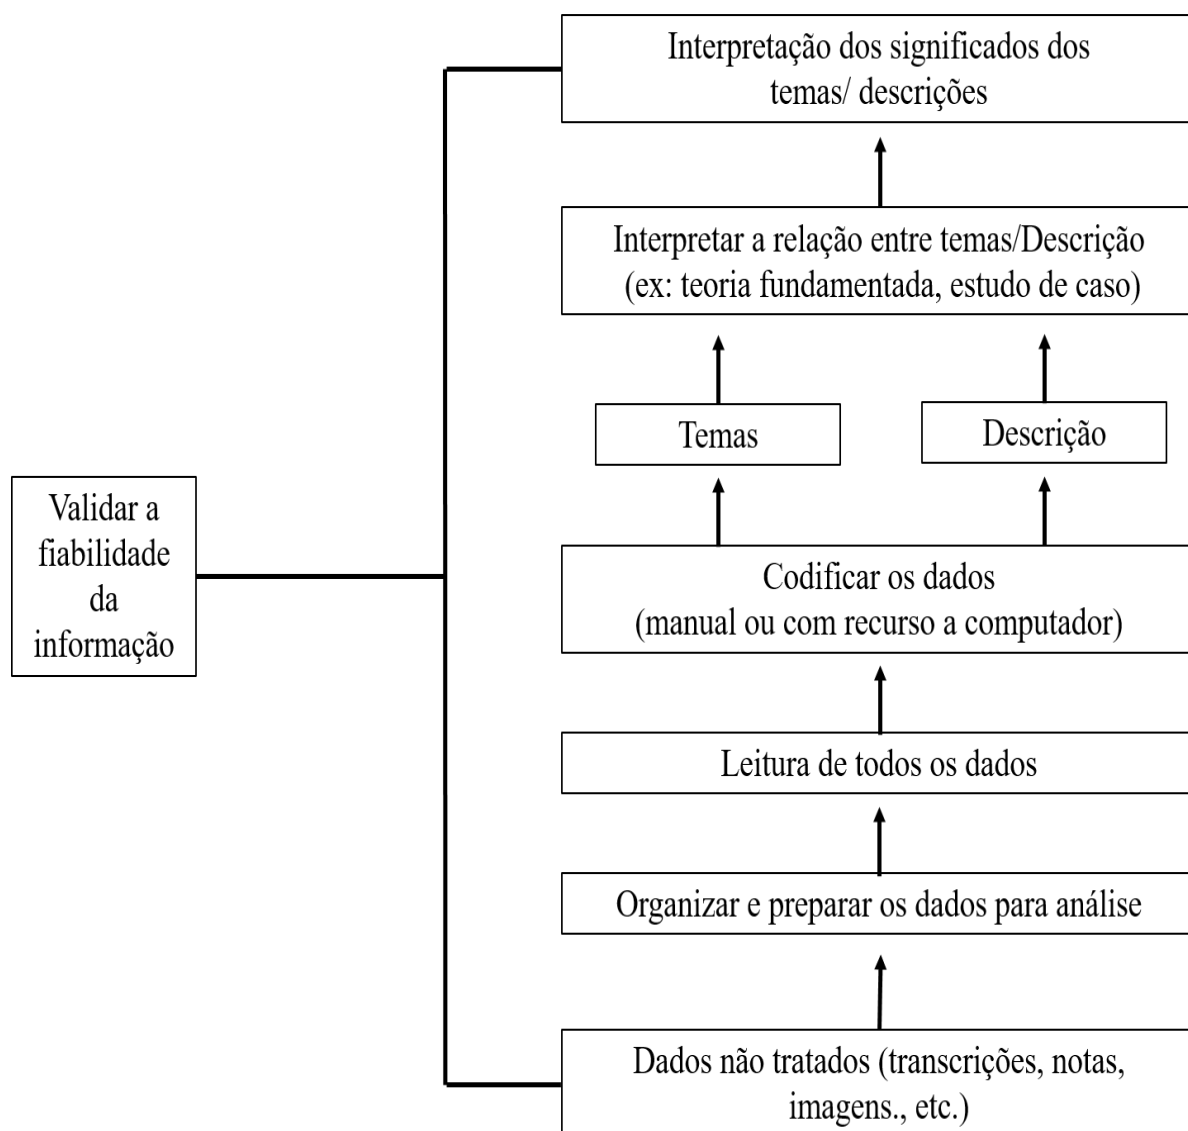 Interpretação dos significados dos
temas/ descrições
Interpretar a relação entre temas/Descrição
(ex: teoria fundamentada, estudo de caso)
Temas
Descrição
Validar a
fiabilidade
da
informação
Codificar os dados
(manual ou com recurso a computador)
Leitura de todos os dados
Organizar e preparar os dados para análise
Dados não tratados (transcrições, notas,
imagens., etc.)